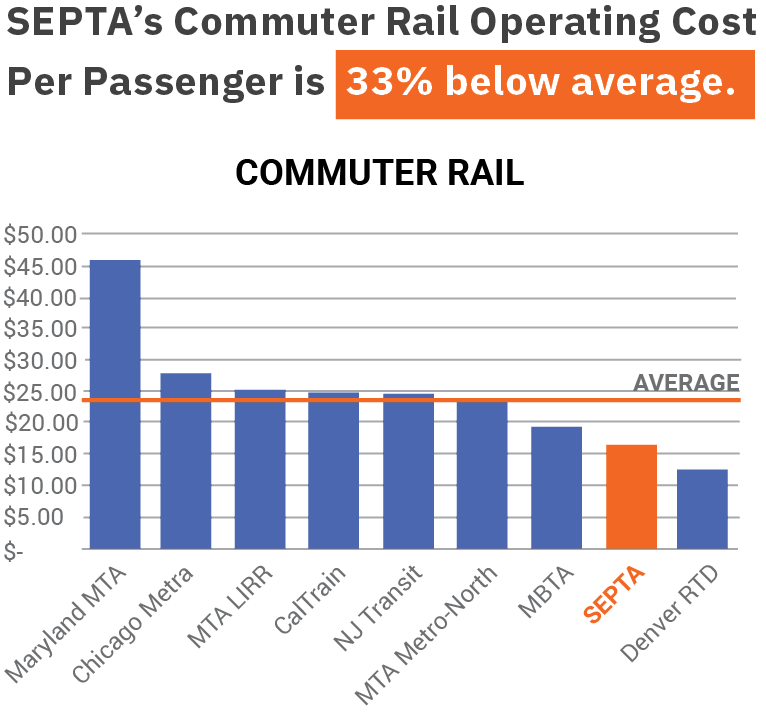 SEPTA’s Commuter Rail Operating Cost
Per Passenger is 33% below average.
COMMUTER RAIL
$50.00
$45.00
$40.00
$35.00
$30.00
$25.00
$20.00
$15.00
$10.00
$5.00
$-
AVERAGE
Maryland MTA
Chicago Metra
MTA LIRR
CalTrain
NJ Transit
MTA Metro-North
MBTA
SEPTA
Denver RTD